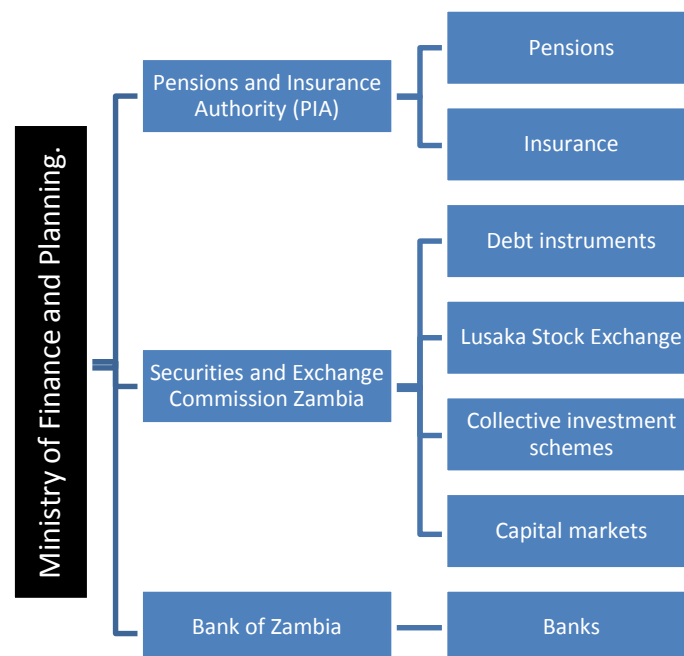 Ministry of Finance and Planning.
Pensions and Insurance
Authority (PIA)
Pensions
Insurance
Securities and Exchange
Commission Zambia
Debt instruments
Lusaka Stock Exchange
Collective investment
schemes
Capital markets
Bank of Zambia
Banks